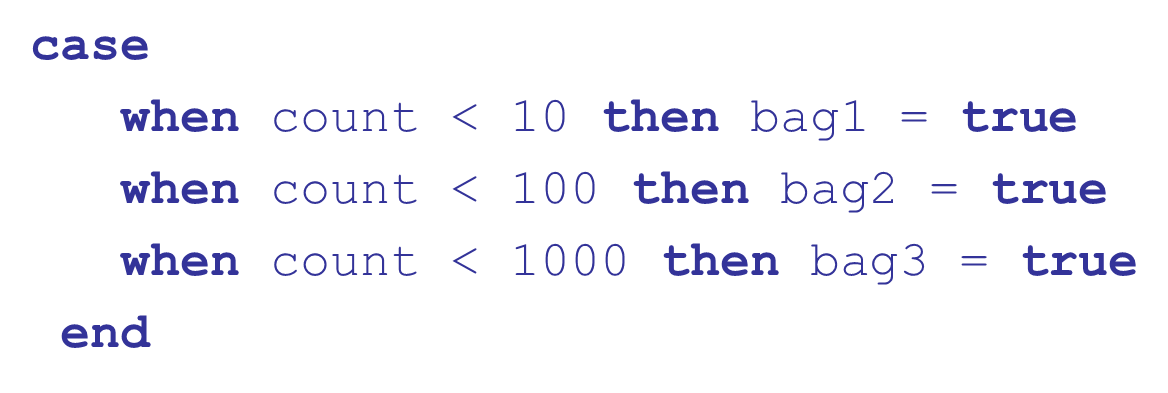 case
when count < 10 then bag1 = true
when count < 100 then bag2 = true
when count < 1000 then bag3 = true
end